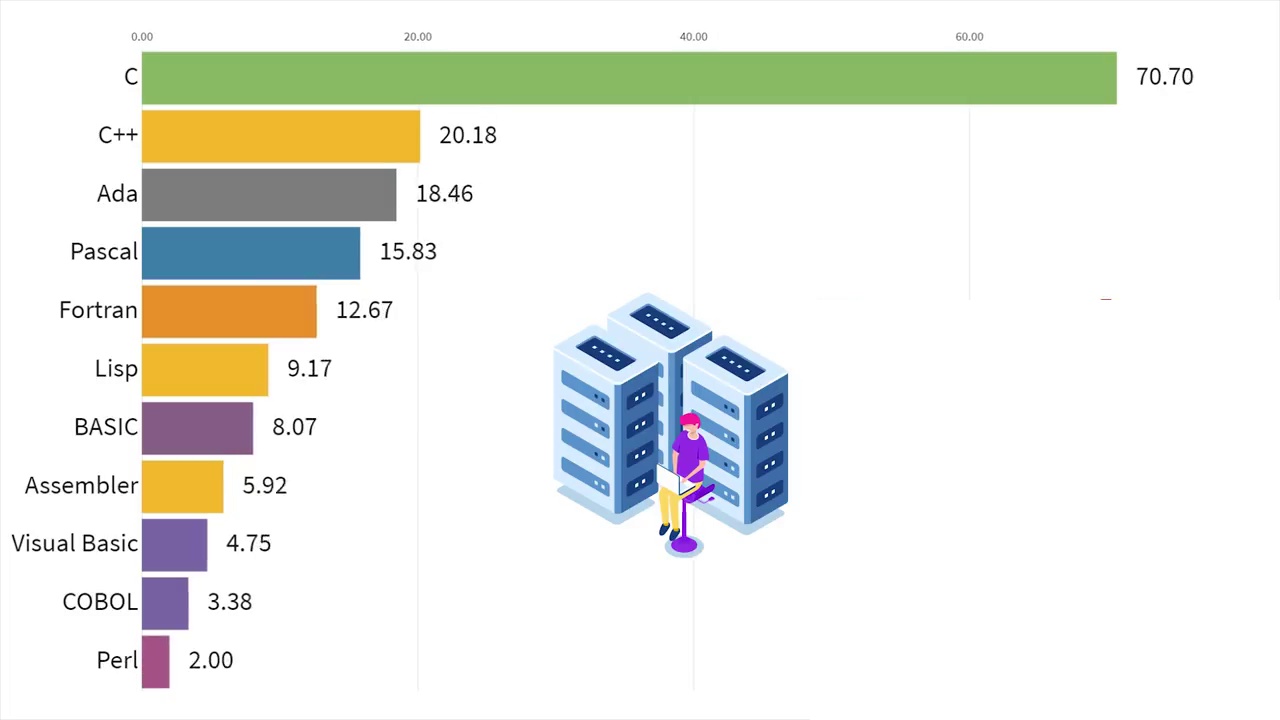 0.00 20.00 40.00 60.00
C 70.70
C++ 20.18
Ada 18.46
Pascal 15.83
Fortran 12.67
Lisp 9.17
BASIC 8.07
Assembler 5.92
Visual Basic 4.75
COBOL 3.38
Perl 2.00